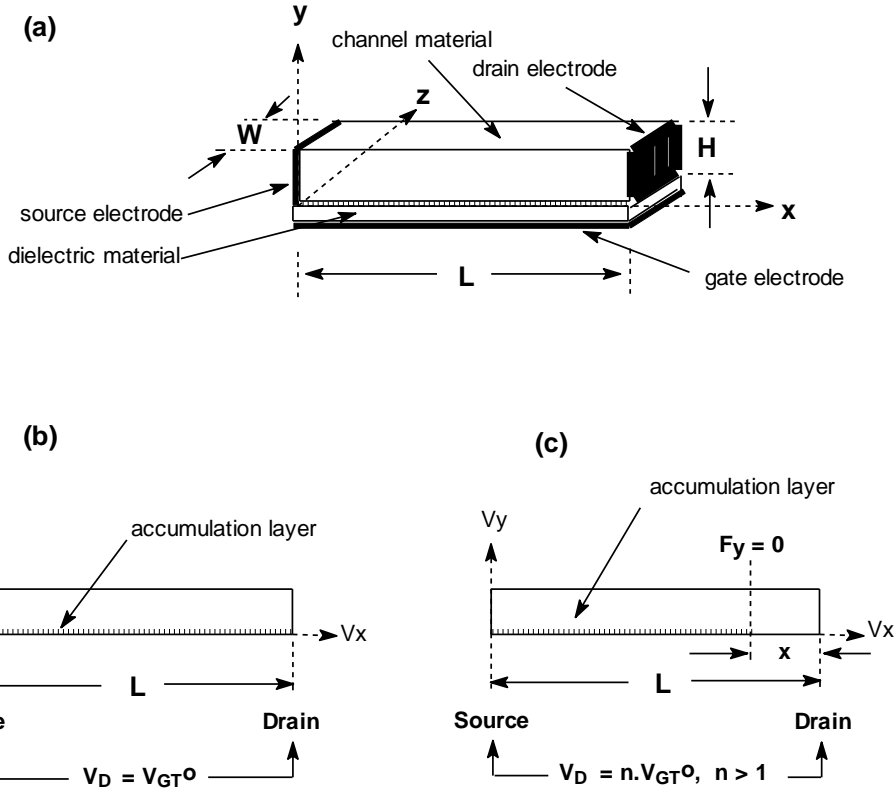 (a)
y
channel material
drain electrode
z
W
H
source electrode
x
dielectric material
L
gate electrode
(b)
accumulation layer
Vx
L
e
Drain
VD = VGTo
(c)
accumulation layer
Vy
Fy = 0
Vx
x
L
Source
Drain
VD = n.VGTo, n > 1